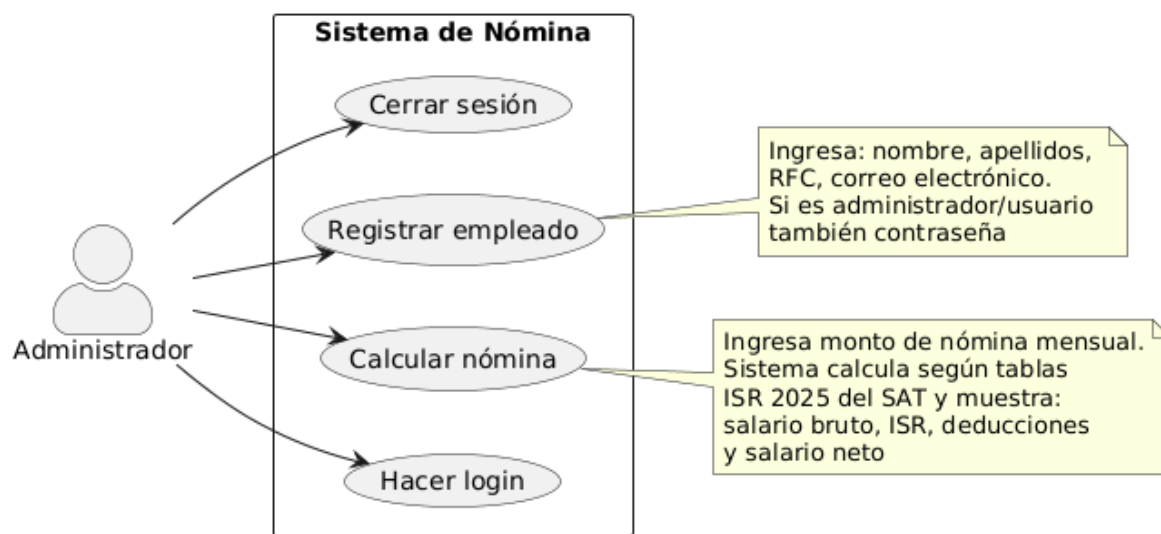 Sistema de Nómina
Cerrar sesión
Registrar empleado
Ingresa: nombre, apellidos,
RFC, correo electrónico.
Si es administrador/usuario
también contraseña
Administrador
Calcular nómina
Ingresa monto de nómina mensual.
Sistema calcula según tablas
ISR 2025 del SAT y muestra:
salario bruto, ISR, deducciones
y salario neto
Hacer login